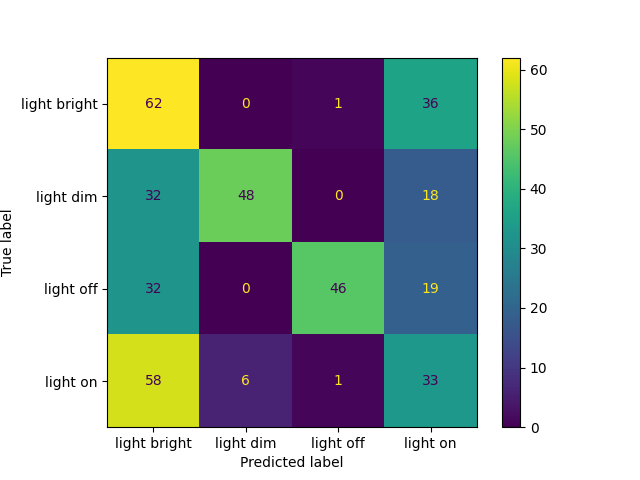 light bright 62 0 1 36
light dim 32 48 0 18
light off 32 0 46 19
light on 58 6 1 33
light bright light dim light off light on
Predicted label
True label
60
50
40
30
20
10
0